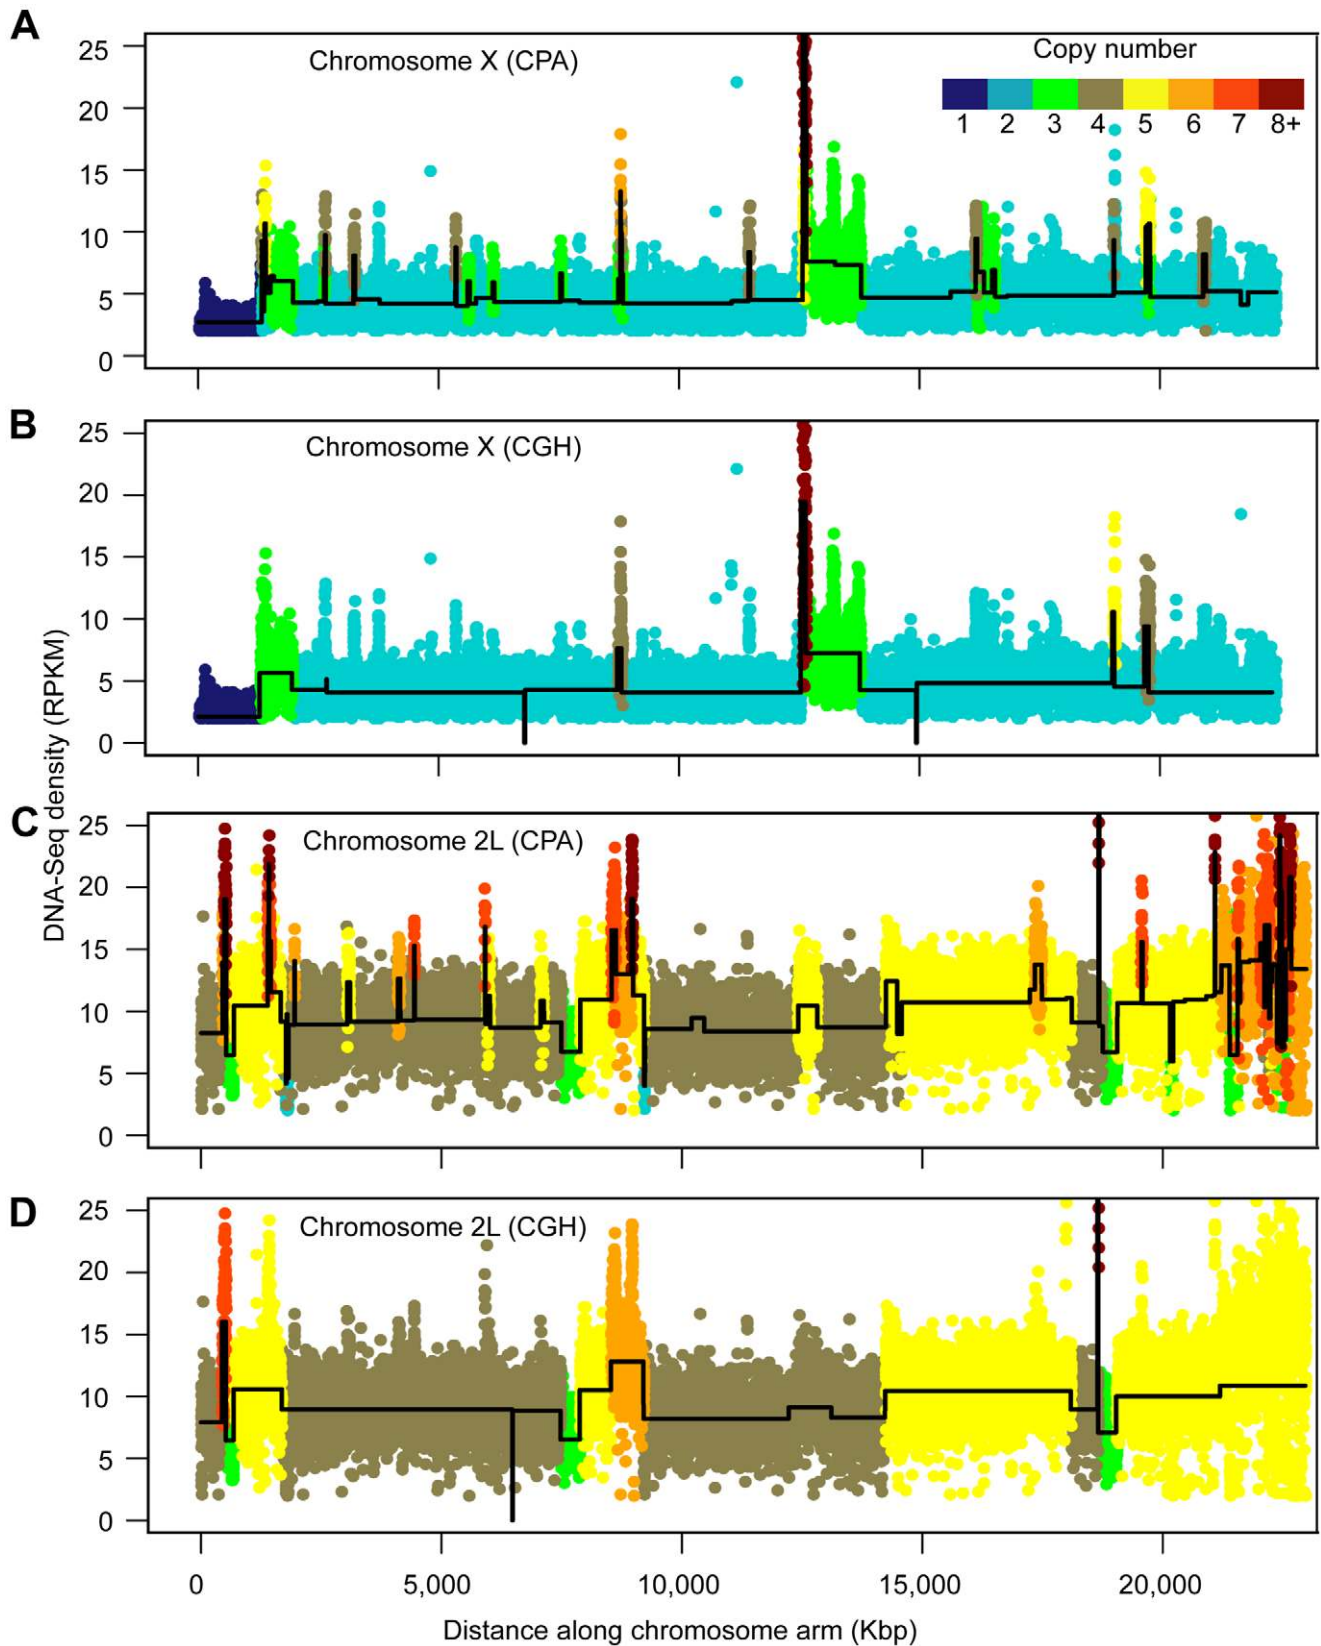 A
Chromosome X (CPA)
Copy number
1 2 3 4 5 6 7 8+
25
20
15
10
5
0
B
Chromosome X (CGH)
25
20
15
10
5
0
DNA-Seq density (RPKM)
C
Chromosome 2L (CPA)
25
20
15
10
5
0
D
Chromosome 2L (CGH)
25
20
15
10
5
0
0 5,000 10,000 15,000 20,000
Distance along chromosome arm (Kbp)